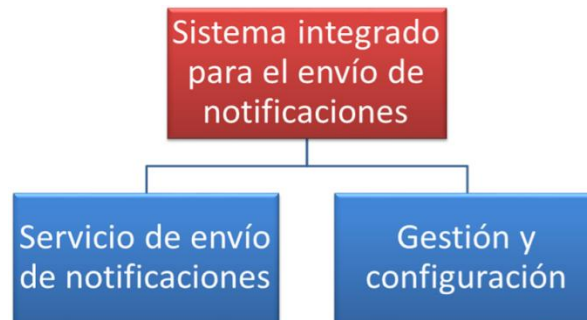 Sistema integrado
para el envío de
notificaciones
Servicio de envío
de notificaciones
Gestión y
configuración